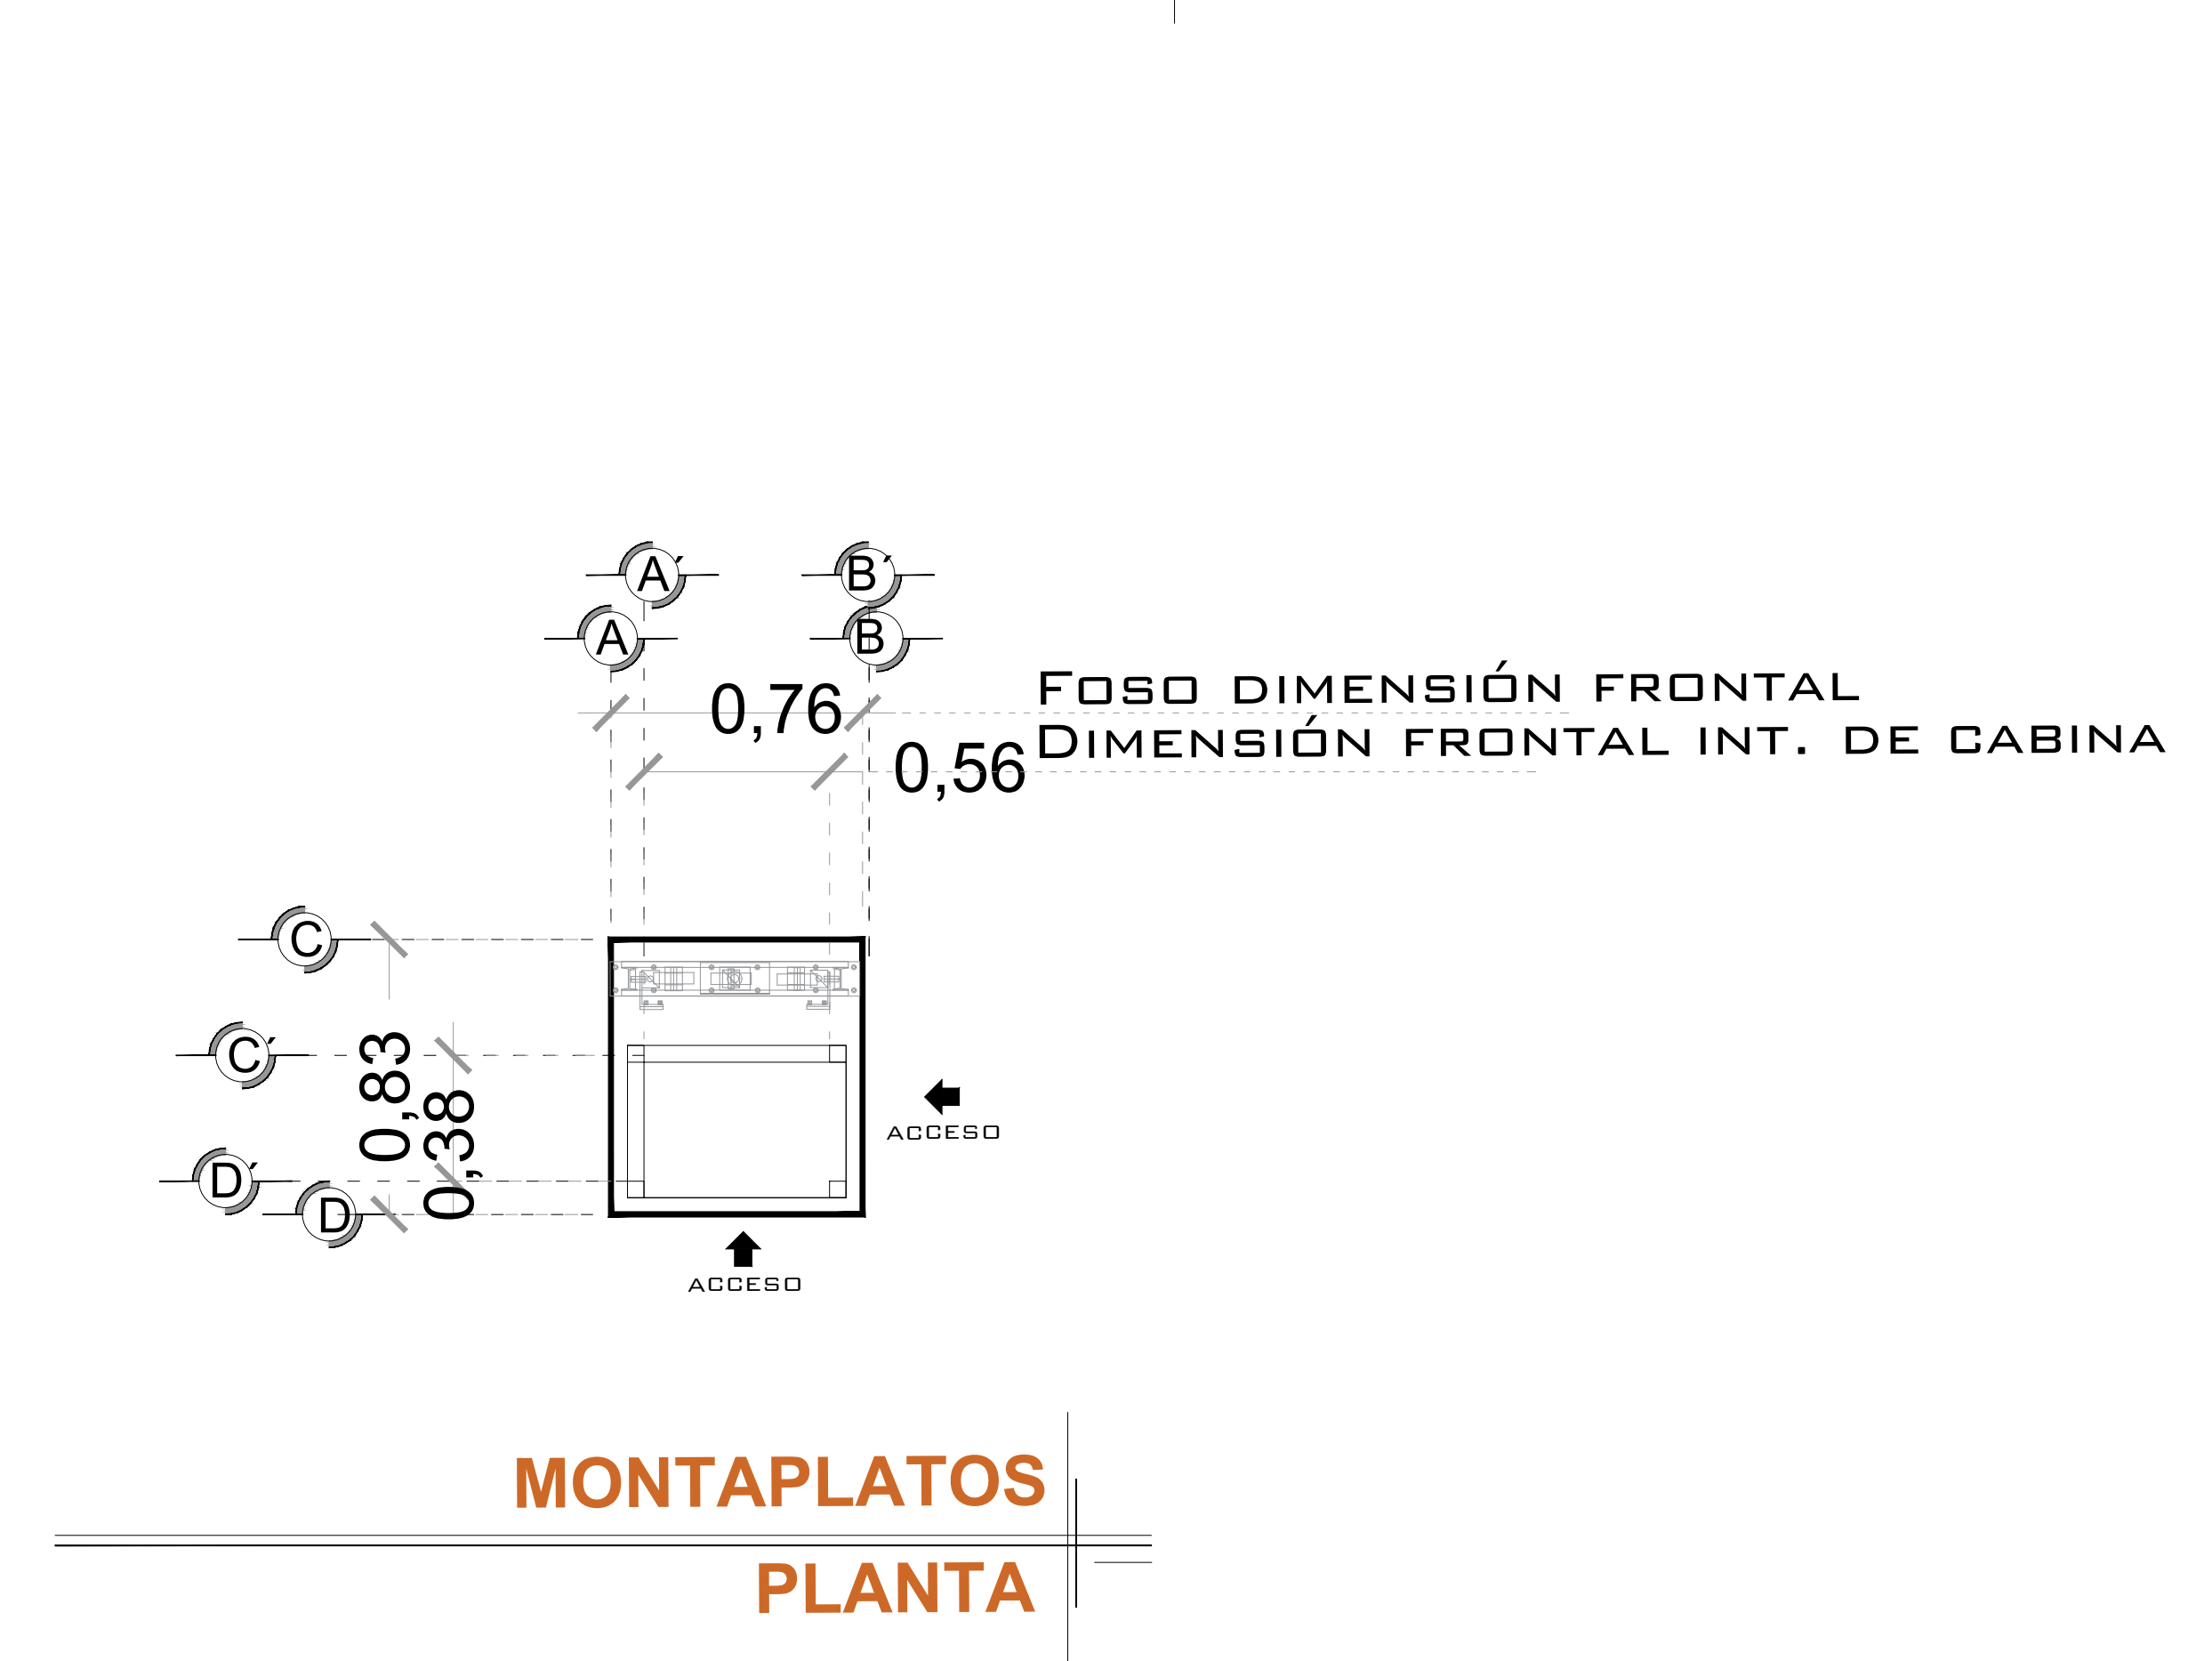 A´
B´
A
B
0,76
Foso dimensión frontal
Dimensión frontal int. de cabina
0,56
C
C´
0,83
0,38
D´
D
acceso
acceso
MONTAPLATOS
PLANTA